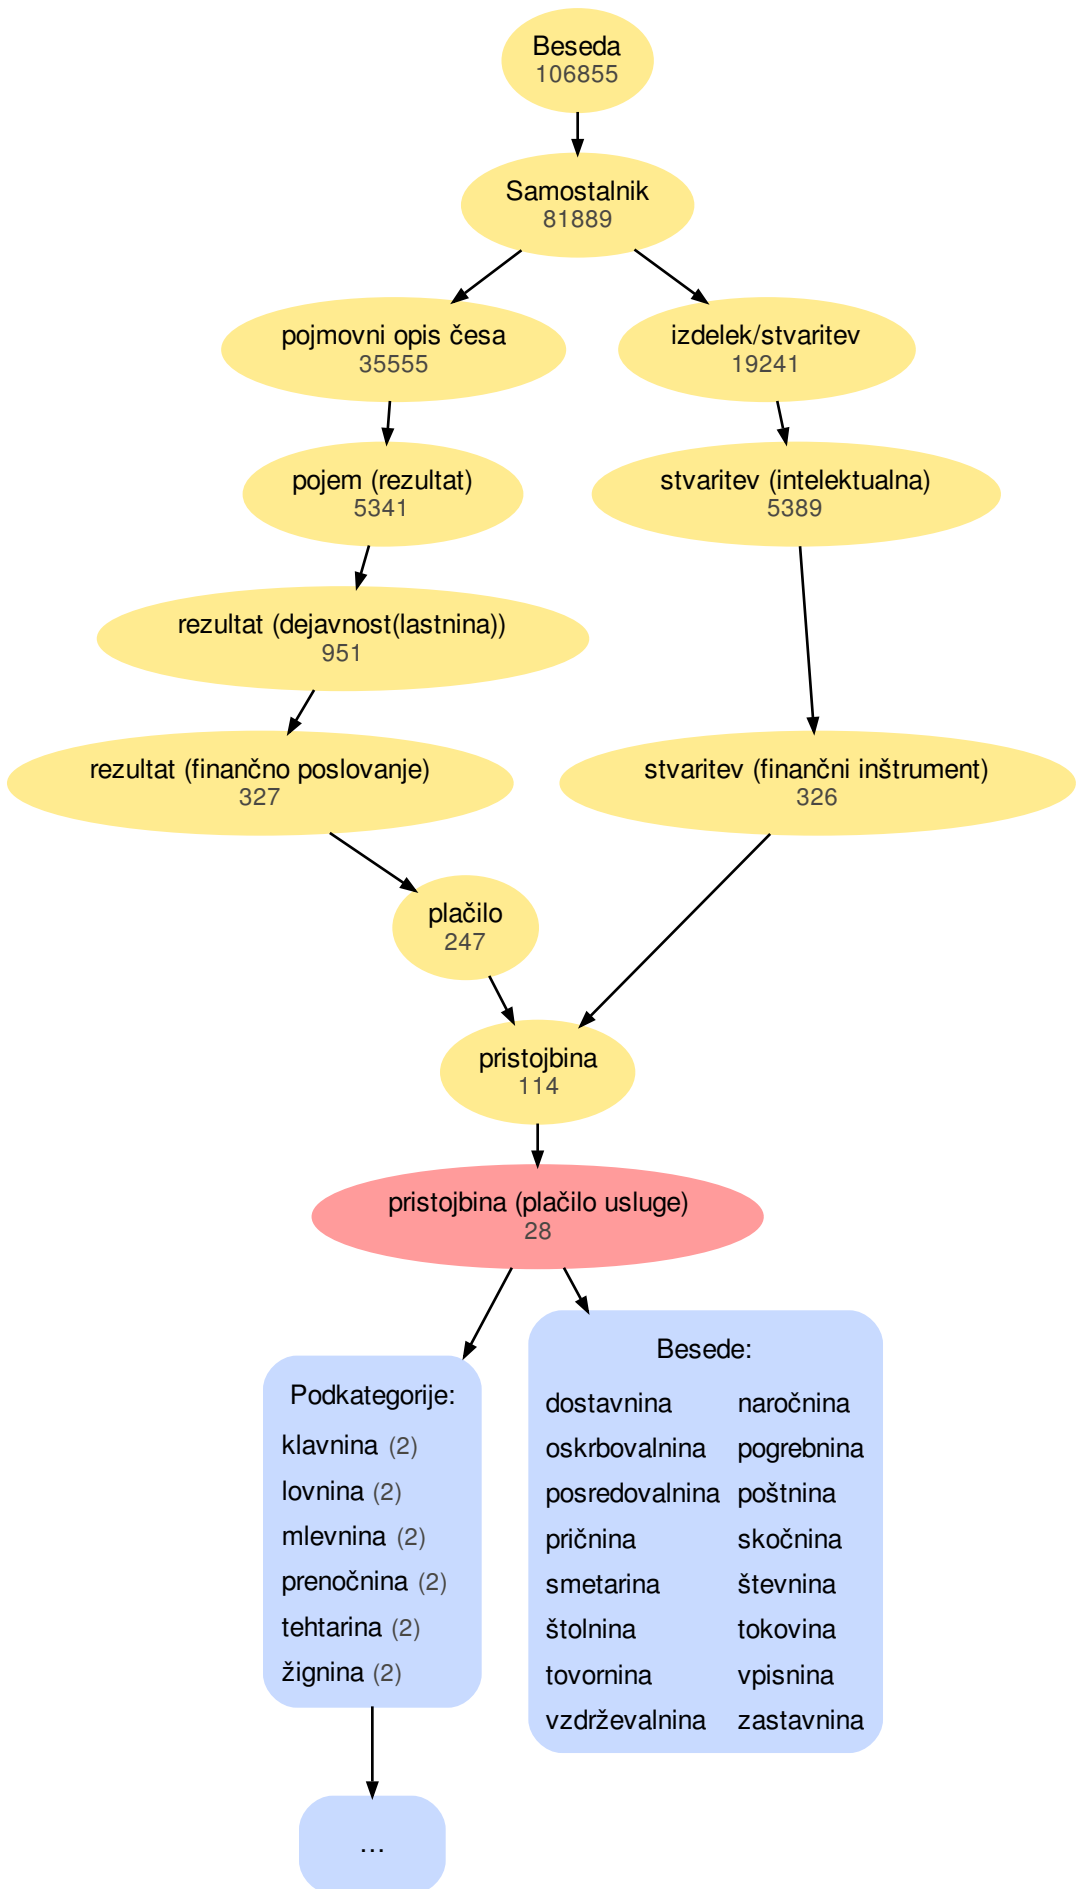 Beseda
106855
Samostalnik
81889
pojmovni opis česa
35555
izdelek/stvaritev
19241
pojem (rezultat)
5341
stvaritev (intelektualna)
5389
rezultat (dejavnost(lastnina))
951
rezultat (finančno poslovanje)
327
stvaritev (finančni inštrument)
326
plačilo
247
pristojbina
114
pristojbina (plačilo usluge)
28
Podkategorije:
klavnina (2)
lovnina (2)
mlevnina (2)
prenočnina (2)
tehtarina (2)
žignina (2)
Besede:
dostavnina naročnina
oskrbovalnina pogrebnina
posredovalnina poštnina
pričnina skočnina
smetarina števnina
štolnina tokovina
tovornina vpisnina
vzdrževalnina zastavnina
...